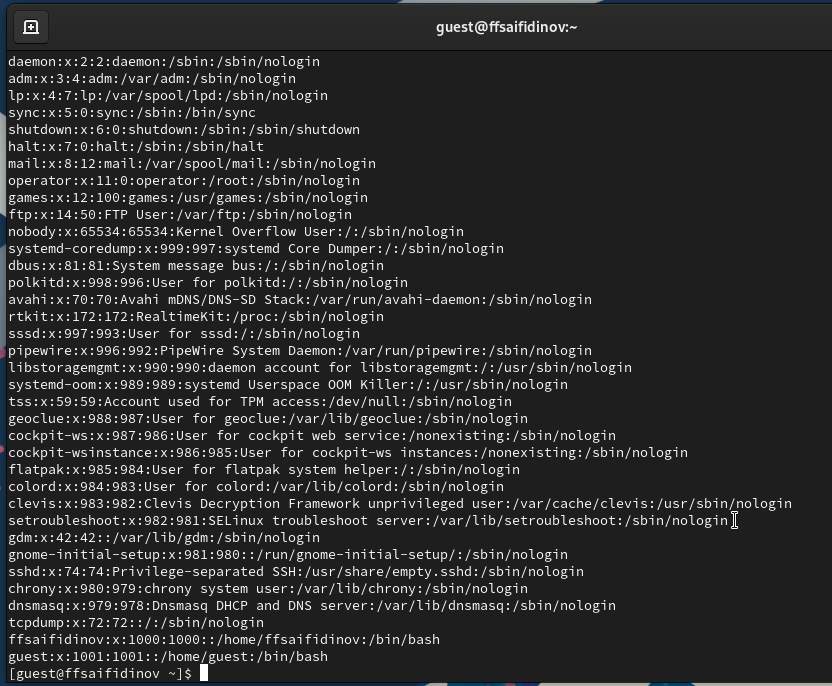 guest@ffsaifidinov:~
daemon:x:2:2:daemon:/sbin:/sbin/nologin
adm:x:3:4:adm:/var/adm:/sbin/nologin
lp:x:4:7:lp:/var/spool/lpd:/sbin/nologin
sync:x:5:0:sync:/sbin:/bin/sync
shutdown:x:6:0:shutdown:/sbin:/sbin/shutdown
halt:x:7:0:halt:/sbin:/sbin/halt
mail:x:8:12:mail:/var/spool/mail:/sbin/nologin
operator:x:11:0:operator:/root:/sbin/nologin
games:x:12:100:games:/usr/games:/sbin/nologin
ftp:x:14:50:FTP User:/var/ftp:/sbin/nologin
nobody:x:65534:65534:Kernel Overflow User:/:/sbin/nologin
systemd-coredump:x:999:997:systemd Core Dumper:/:/sbin/nologin
dbus:x:81:81:System message bus:/:/sbin/nologin
polkitd:x:998:996:User for polkitd:/:/sbin/nologin
avahi:x:70:70:Avahi mDNS/DNS-SD Stack:/var/run/avahi-daemon:/sbin/nologin
rtkit:x:172:172:RealtimeKit:/proc:/sbin/nologin
sssd:x:997:993:User for sssd:/:/sbin/nologin
pipewire:x:996:992:PipeWire System Daemon:/var/run/pipewire:/sbin/nologin
libstoragemgmt:x:990:990:daemon account for libstoragemgmt:/:/usr/sbin/nologin
systemd-oom:x:989:989:systemd Userspace OOM Killer:/:/usr/sbin/nologin
tss:x:59:59:Account used for TPM access:/dev/null:/sbin/nologin
geoclue:x:988:987:User for geoclue:/var/lib/geoclue:/sbin/nologin
cockpit-ws:x:987:986:User for cockpit web service:/nonexisting:/sbin/nologin
cockpit-wsinstance:x:986:985:User for cockpit-ws instances:/nonexisting:/sbin/nologin
flatpak:x:985:984:User for flatpak system helper:/:/sbin/nologin
colord:x:984:983:User for colord:/var/lib/colord:/sbin/nologin
clevis:x:983:982:Clevis Decryption Framework unprivileged user:/var/cache/clevis:/usr/sbin/nologin
setroubleshoot:x:982:981:SELinux troubleshoot server:/var/lib/setroubleshoot:/sbin/nologin
gdm:x:42:42::/var/lib/gdm:/sbin/nologin
gnome-initial-setup:x:981:980::/run/gnome-initial-setup/:/sbin/nologin
sshd:x:74:74:Privilege-separated SSH:/usr/share/empty.sshd:/sbin/nologin
chrony:x:980:979:chrony system user:/var/lib/chrony:/sbin/nologin
dnsmasq:x:979:978:Dnsmasq DHCP and DNS server:/var/lib/dnsmasq:/sbin/nologin
tcpdump:x:72:72::/:/sbin/nologin
ffsaifidinov:x:1000:1000::/home/ffsaifidinov:/bin/bash
guest:x:1001:1001::/home/guest:/bin/bash
[guest@ffsaifidinov ~]$